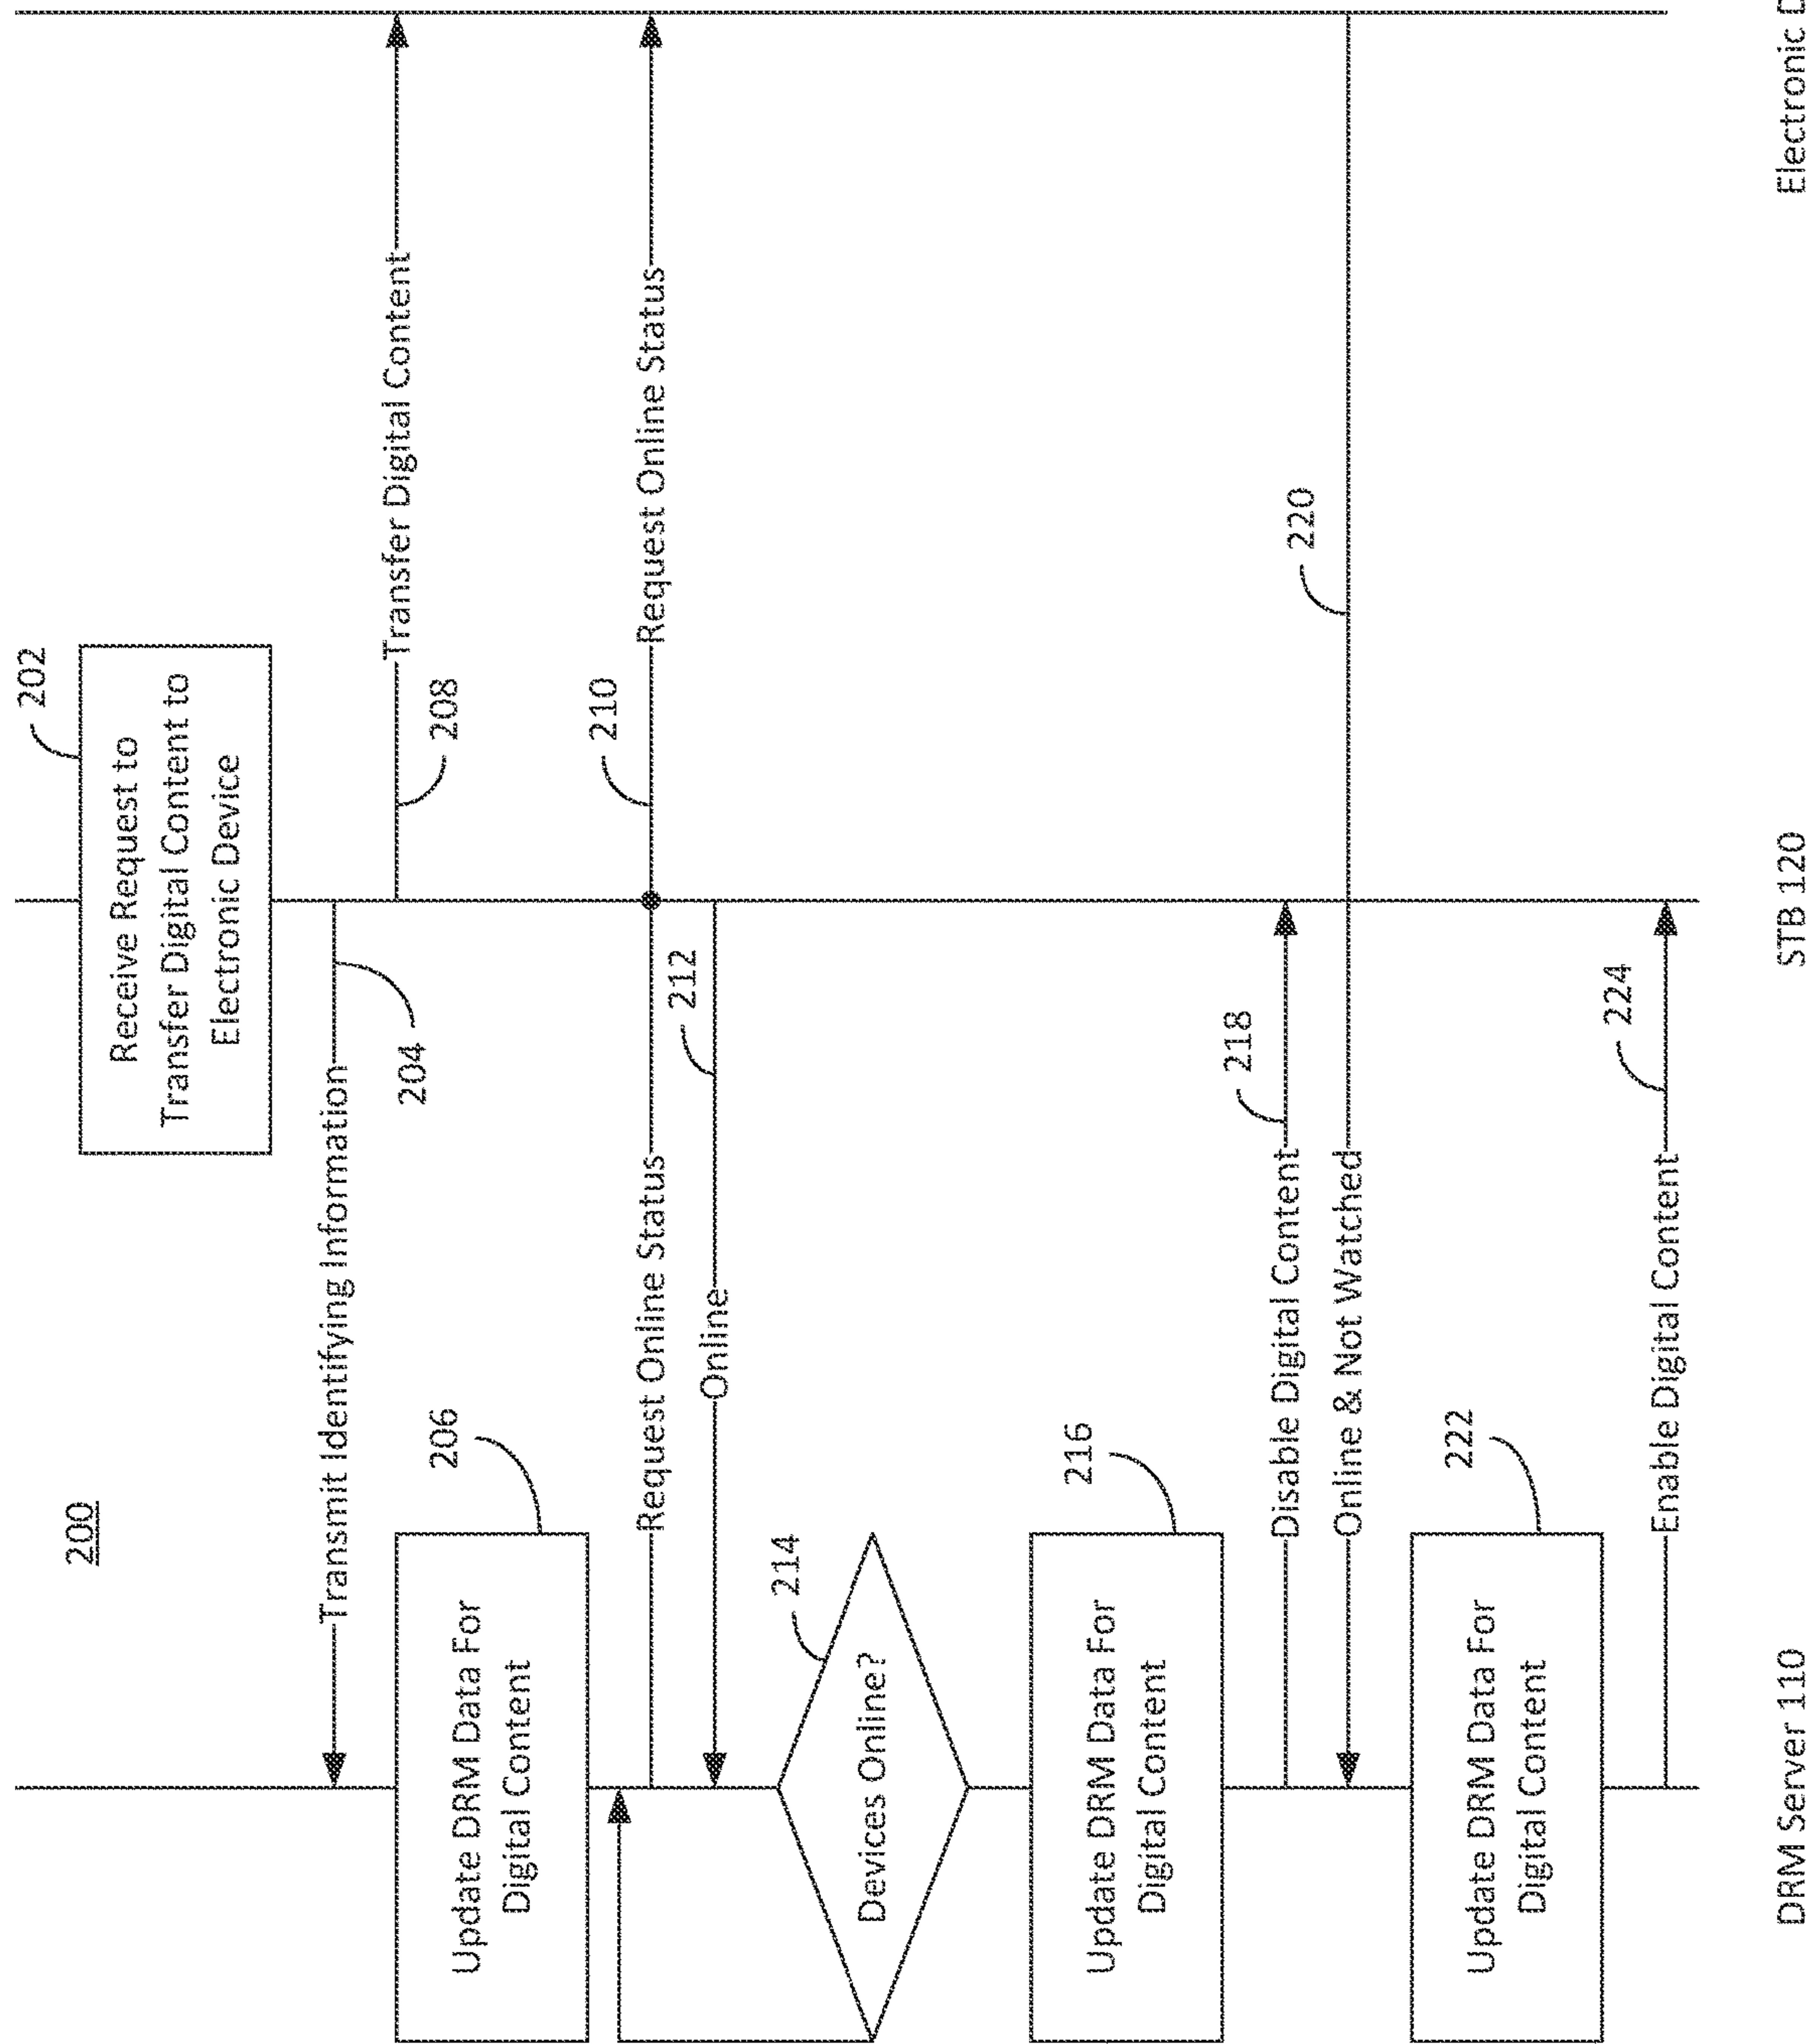 200
202
Receive Request to
Transfer Digital Content to
Electronic Device
Transmit Identifying Information
204
Transfer Digital Content
208
206
Update DRM Data For
Digital Content
210
Request Online Status
Request Online Status
212
Online
214
Devices Online?
216
Update DRM Data For
Digital Content
218
Disable Digital Content
220
Online & Not Watched
222
Update DRM Data For
Digital Content
224
Enable Digital Content
DRM Server 110
STB 120
Electronic